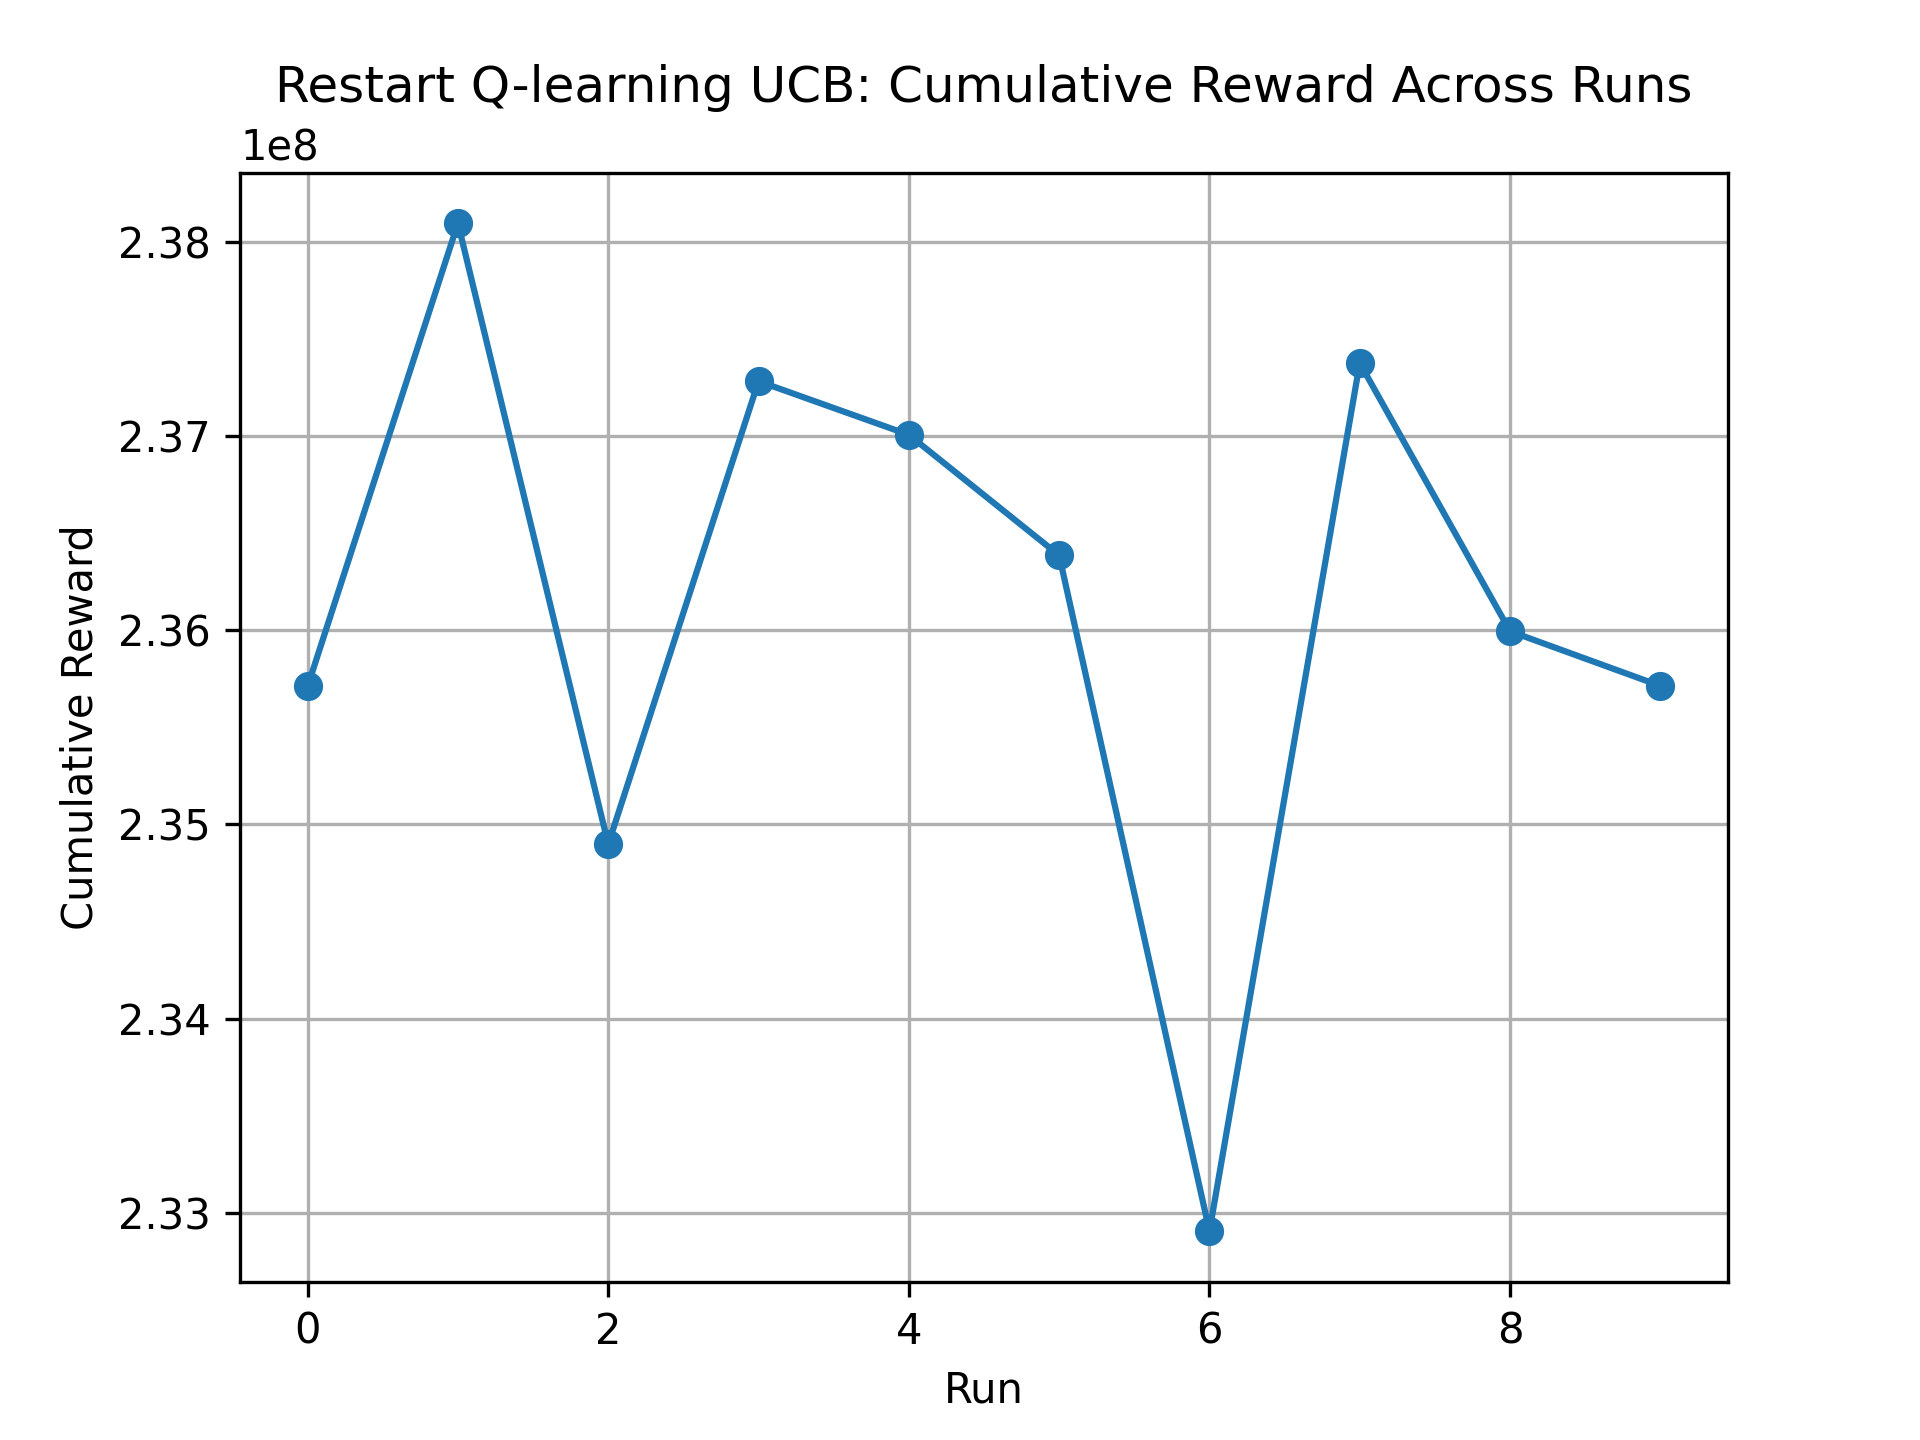 Restart Q-learning UCB: Cumulative Reward Across Runs
1e8
2.38
2.37
2.36
2.35
2.34
2.33
Cumulative Reward
0 2 4 6 8
Run